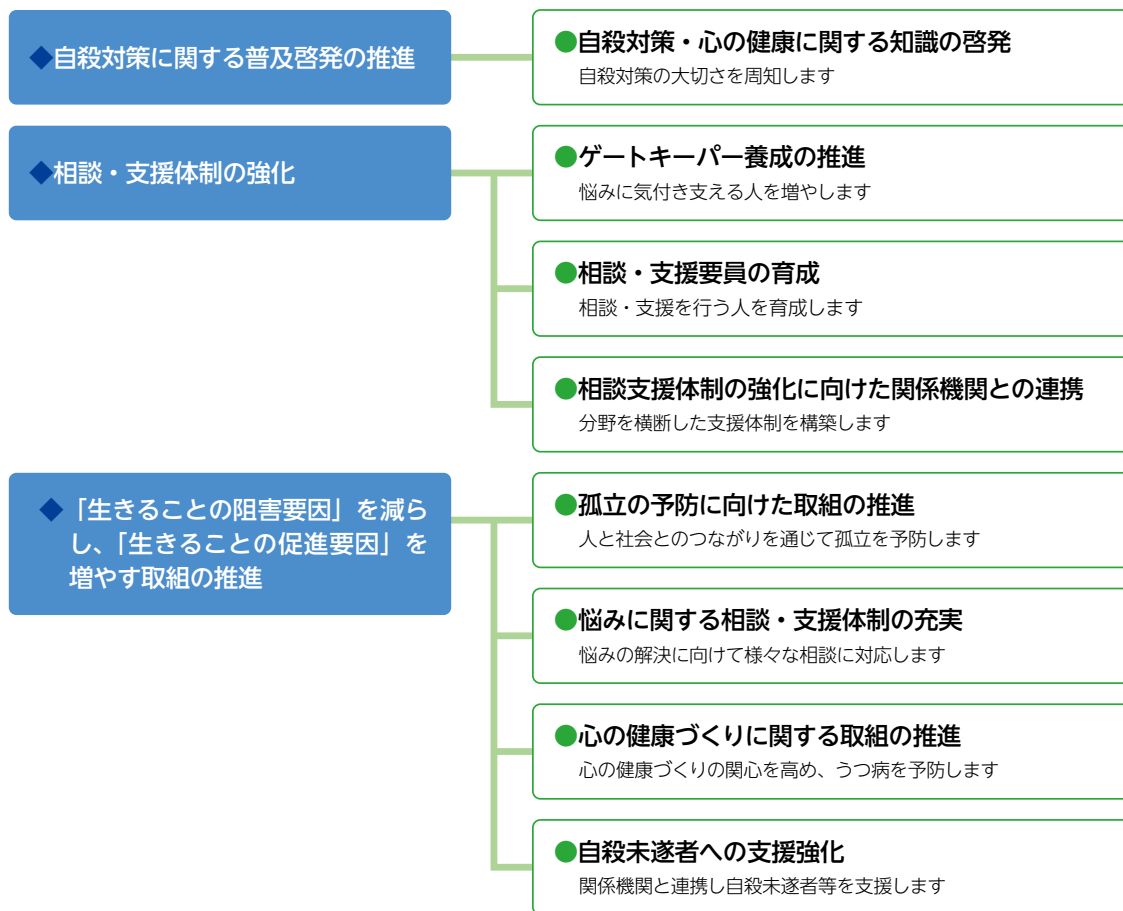 ◆自殺対策に関する普及啓発の推進
●自殺対策・心の健康に関する知識の啓発
自殺対策の大切さを周知します
◆相談・支援体制の強化
●ゲートキーパー養成の推進
悩みに気付き支える人を増やします
●相談・支援要員の育成
相談・支援を行う人を育成します
●相談支援体制の強化に向けた関係機関との連携
分野を横断した支援体制を構築します
◆「生きることの阻害要因」を減ら
し、「生きることの促進要因」を
増やす取組の推進
●孤立の予防に向けた取組の推進
人と社会とのつながりを通じて孤立を予防します
●悩みに関する相談・支援体制の充実
悩みの解決に向けて様々な相談に対応します
●心の健康づくりに関する取組の推進
心の健康づくりの関心を高め、うつ病を予防します
●自殺未遂者への支援強化
関係機関と連携し自殺未遂者等を支援します